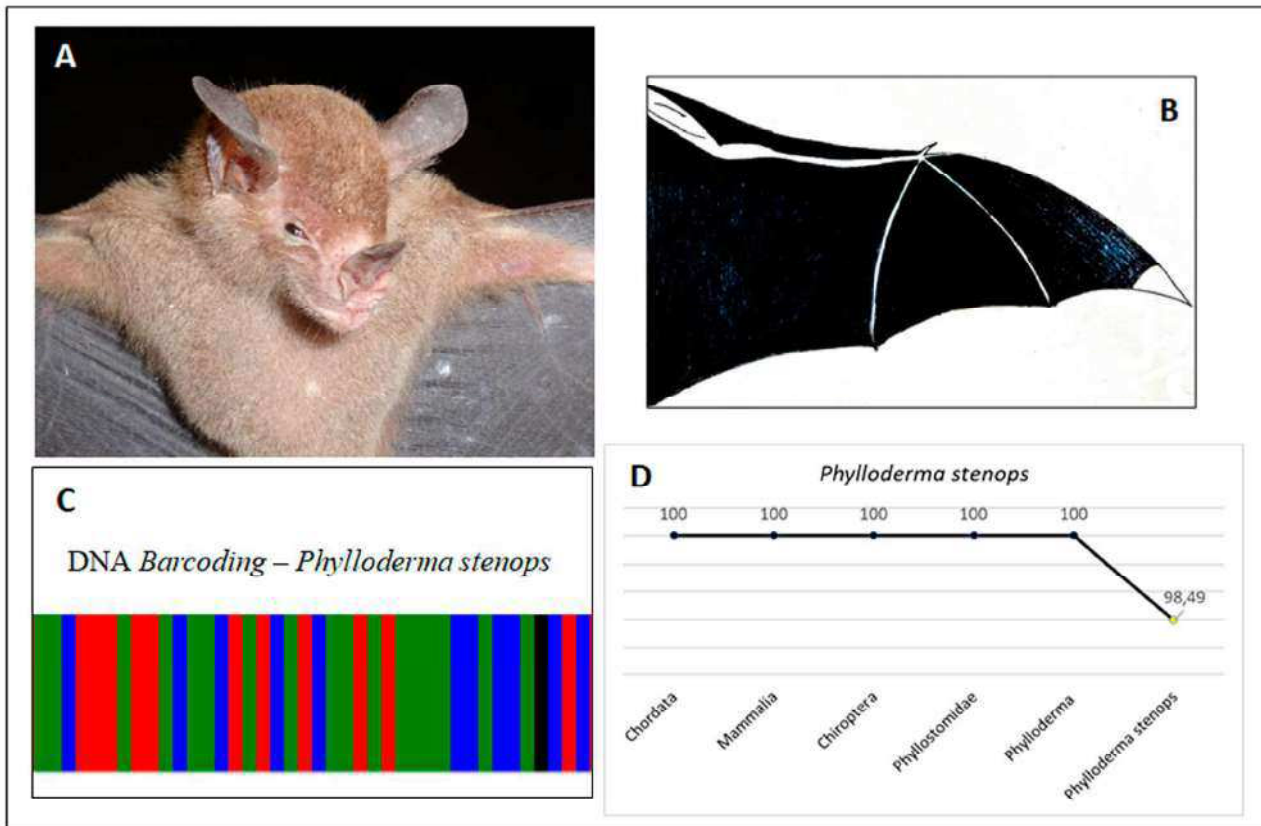 A
B
C
DNA Barcoding – Phylloderma stenops
D
Phylloderma stenops
100 100 100 100 100
98,49
Chordata
Mammalia
Chiroptera
Phyllostomidae
Phylloderma
Phylloderma stenops